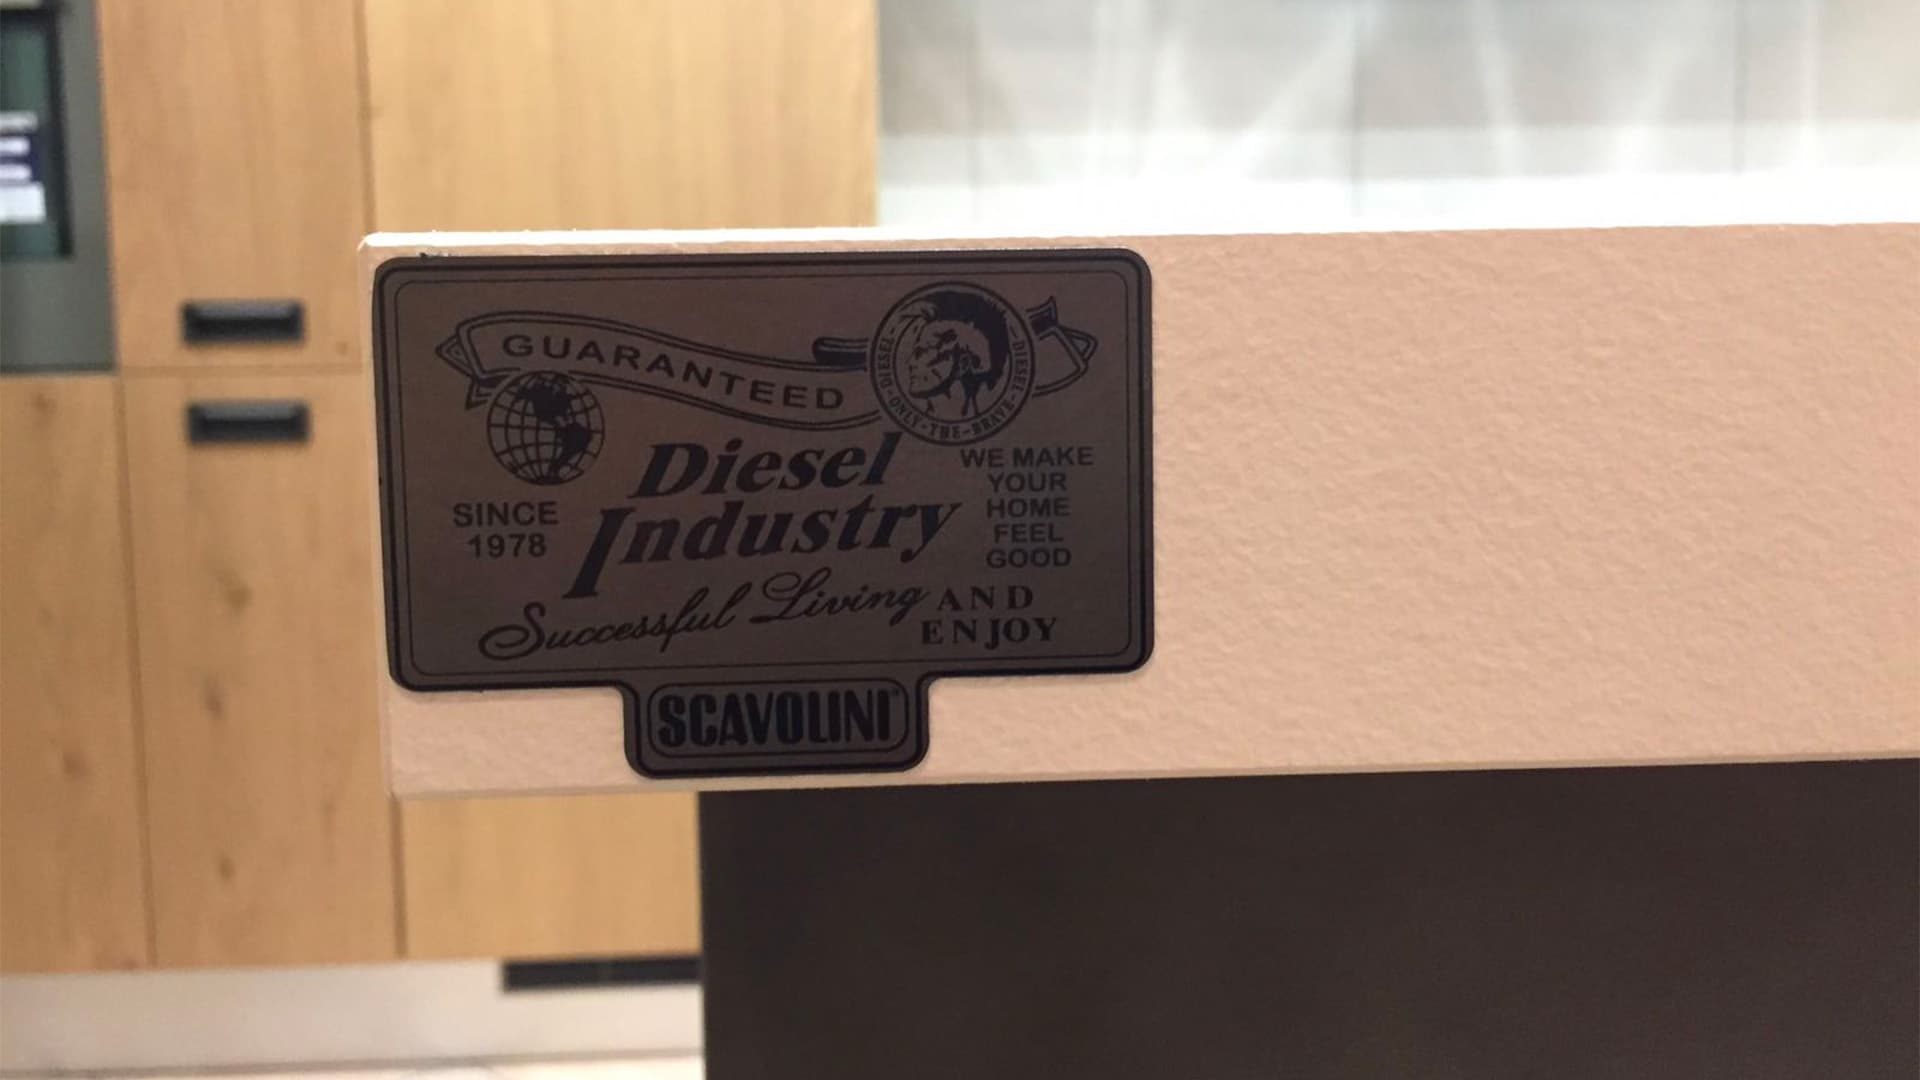 GUARANTEED
DIESEL
DIESEL
ONLY-THE-BRAVE
Diesel
Industry
SINCE
1978
WE MAKE
YOUR
HOME
FEEL
GOOD
Successful Living
AND
ENJOY
SCAVOLINI